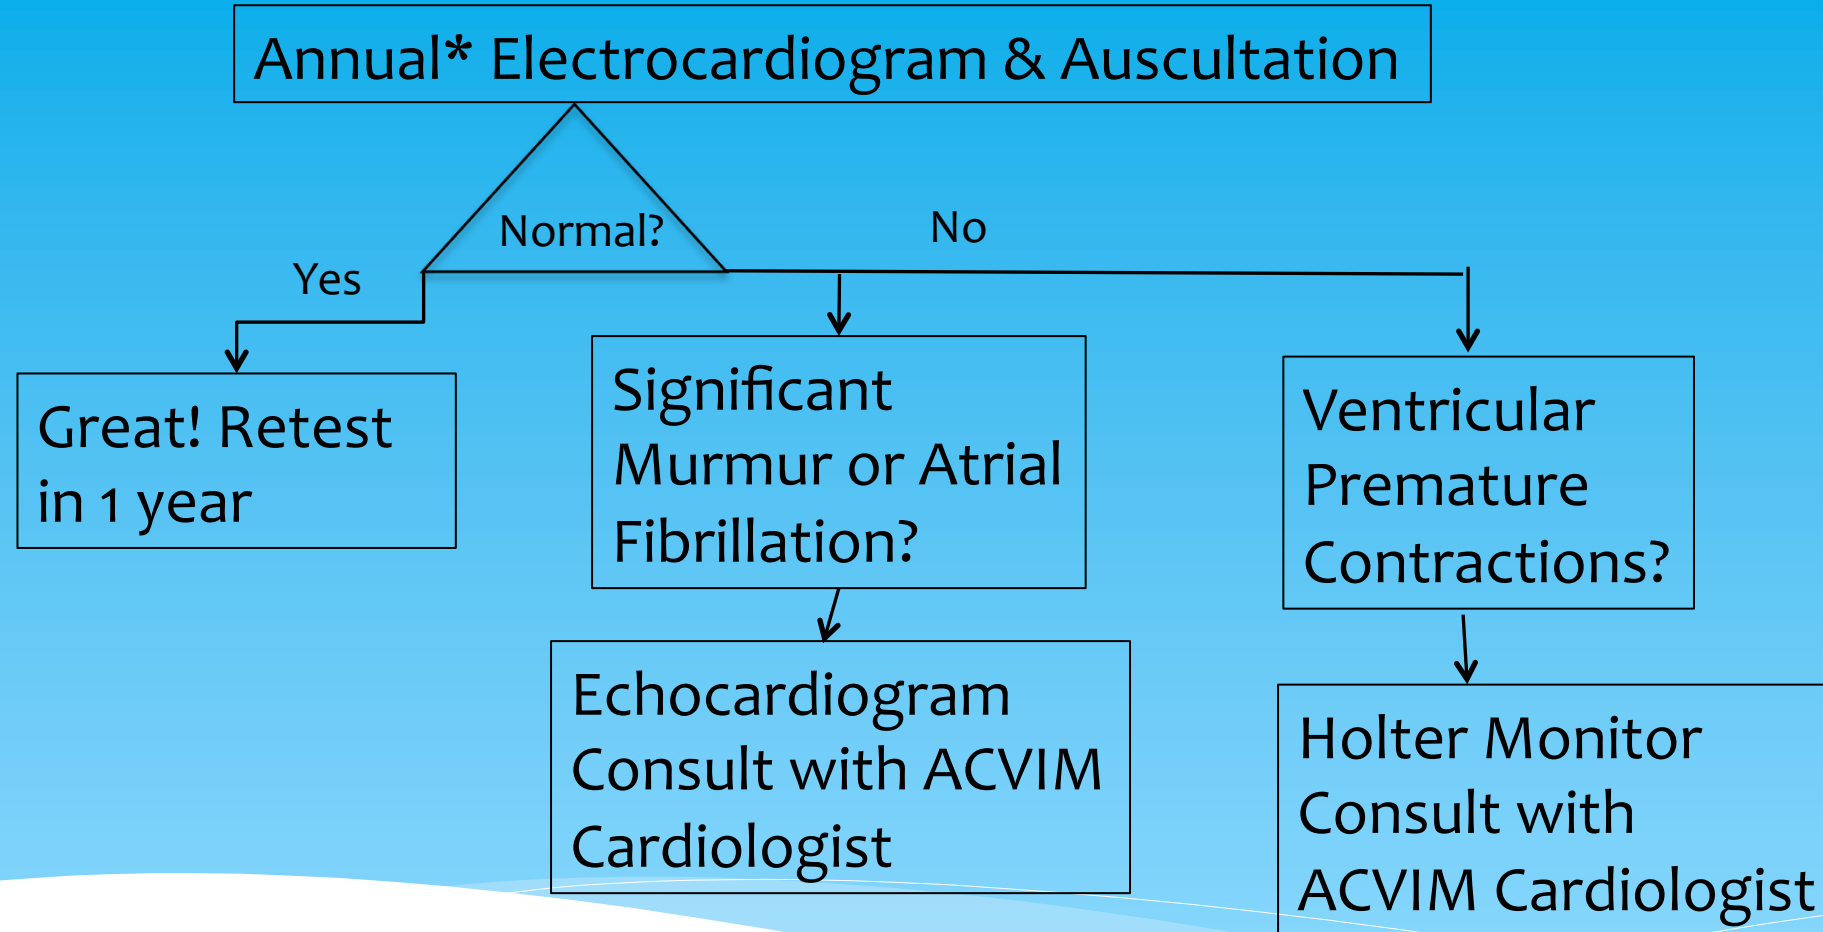 Annual* Electrocardiogram & Auscultation
Normal?
No
Yes
Great! Retest
in 1 year
Significant
Murmur or Atrial
Fibrillation?
Ventricular
Premature
Contractions?
Echocardiogram
Consult with ACVIM
Cardiologist
Holter Monitor
Consult with
ACVIM Cardiologist